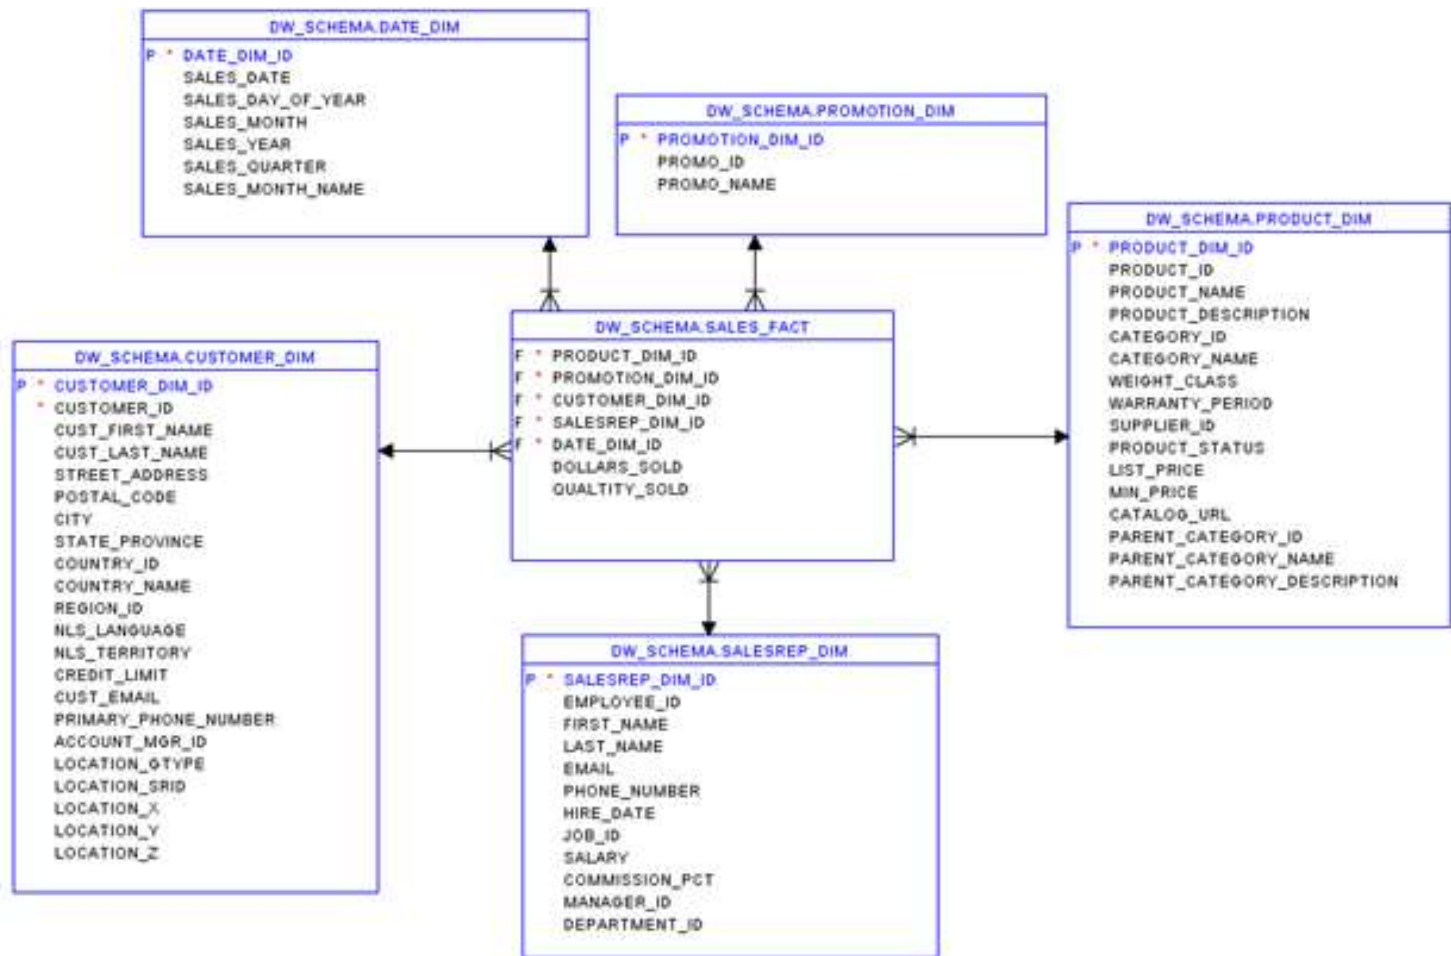 DW_SCHEMA.DATE_DIM
P * DATE_DIM_ID
SALES_DATE
SALES_DAY_OF_YEAR
SALES_MONTH
SALES_YEAR
SALES_QUARTER
SALES_MONTH_NAME
DW_SCHEMA.PROMOTION_DIM
P * PROMOTION_DIM_ID
PROMO_ID
PROMO_NAME
DW_SCHEMA.PRODUCT_DIM
P * PRODUCT_DIM_ID
PRODUCT_ID
PRODUCT_NAME
PRODUCT_DESCRIPTION
CATEGORY_ID
CATEGORY_NAME
WEIGHT_CLASS
WARRANTY_PERIOD
SUPPLIER_ID
PRODUCT_STATUS
LIST_PRICE
MIN_PRICE
CATALOG_URL
PARENT_CATEGORY_ID
PARENT_CATEGORY_NAME
PARENT_CATEGORY_DESCRIPTION
DW_SCHEMA.SALES_FACT
F * PRODUCT_DIM_ID
F * PROMOTION_DIM_ID
F * CUSTOMER_DIM_ID
F * SALESREP_DIM_ID
F * DATE_DIM_ID
DOLLARS_SOLD
QUALTITY_SOLD
DW_SCHEMA.CUSTOMER_DIM
P * CUSTOMER_DIM_ID
* CUSTOMER_ID
CUST_FIRST_NAME
CUST_LAST_NAME
STREET_ADDRESS
POSTAL_CODE
CITY
STATE_PROVINCE
COUNTRY_ID
COUNTRY_NAME
REGION_ID
NLS_LANGUAGE
NLS_TERRITORY
CREDIT_LIMIT
CUST_EMAIL
PRIMARY_PHONE_NUMBER
ACCOUNT_MGR_ID
LOCATION_GTYPE
LOCATION_SRID
LOCATION_X
LOCATION_Y
LOCATION_Z
DW_SCHEMA.SALESREP_DIM
P * SALESREP_DIM_ID
EMPLOYEE_ID
FIRST_NAME
LAST_NAME
EMAIL
PHONE_NUMBER
HIRE_DATE
JOB_ID
SALARY
COMMISSION_PCT
MANAGER_ID
DEPARTMENT_ID